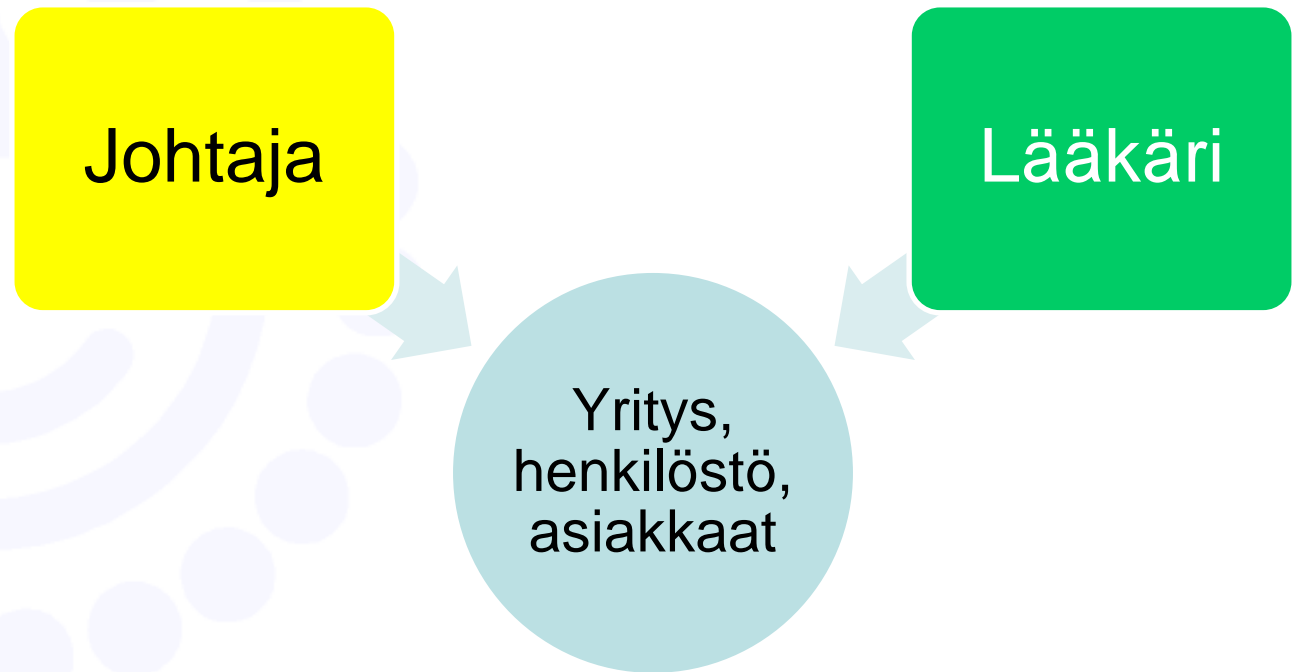 Johtaja
Lääkäri
Yritys,
henkilöstö,
asiakkaat